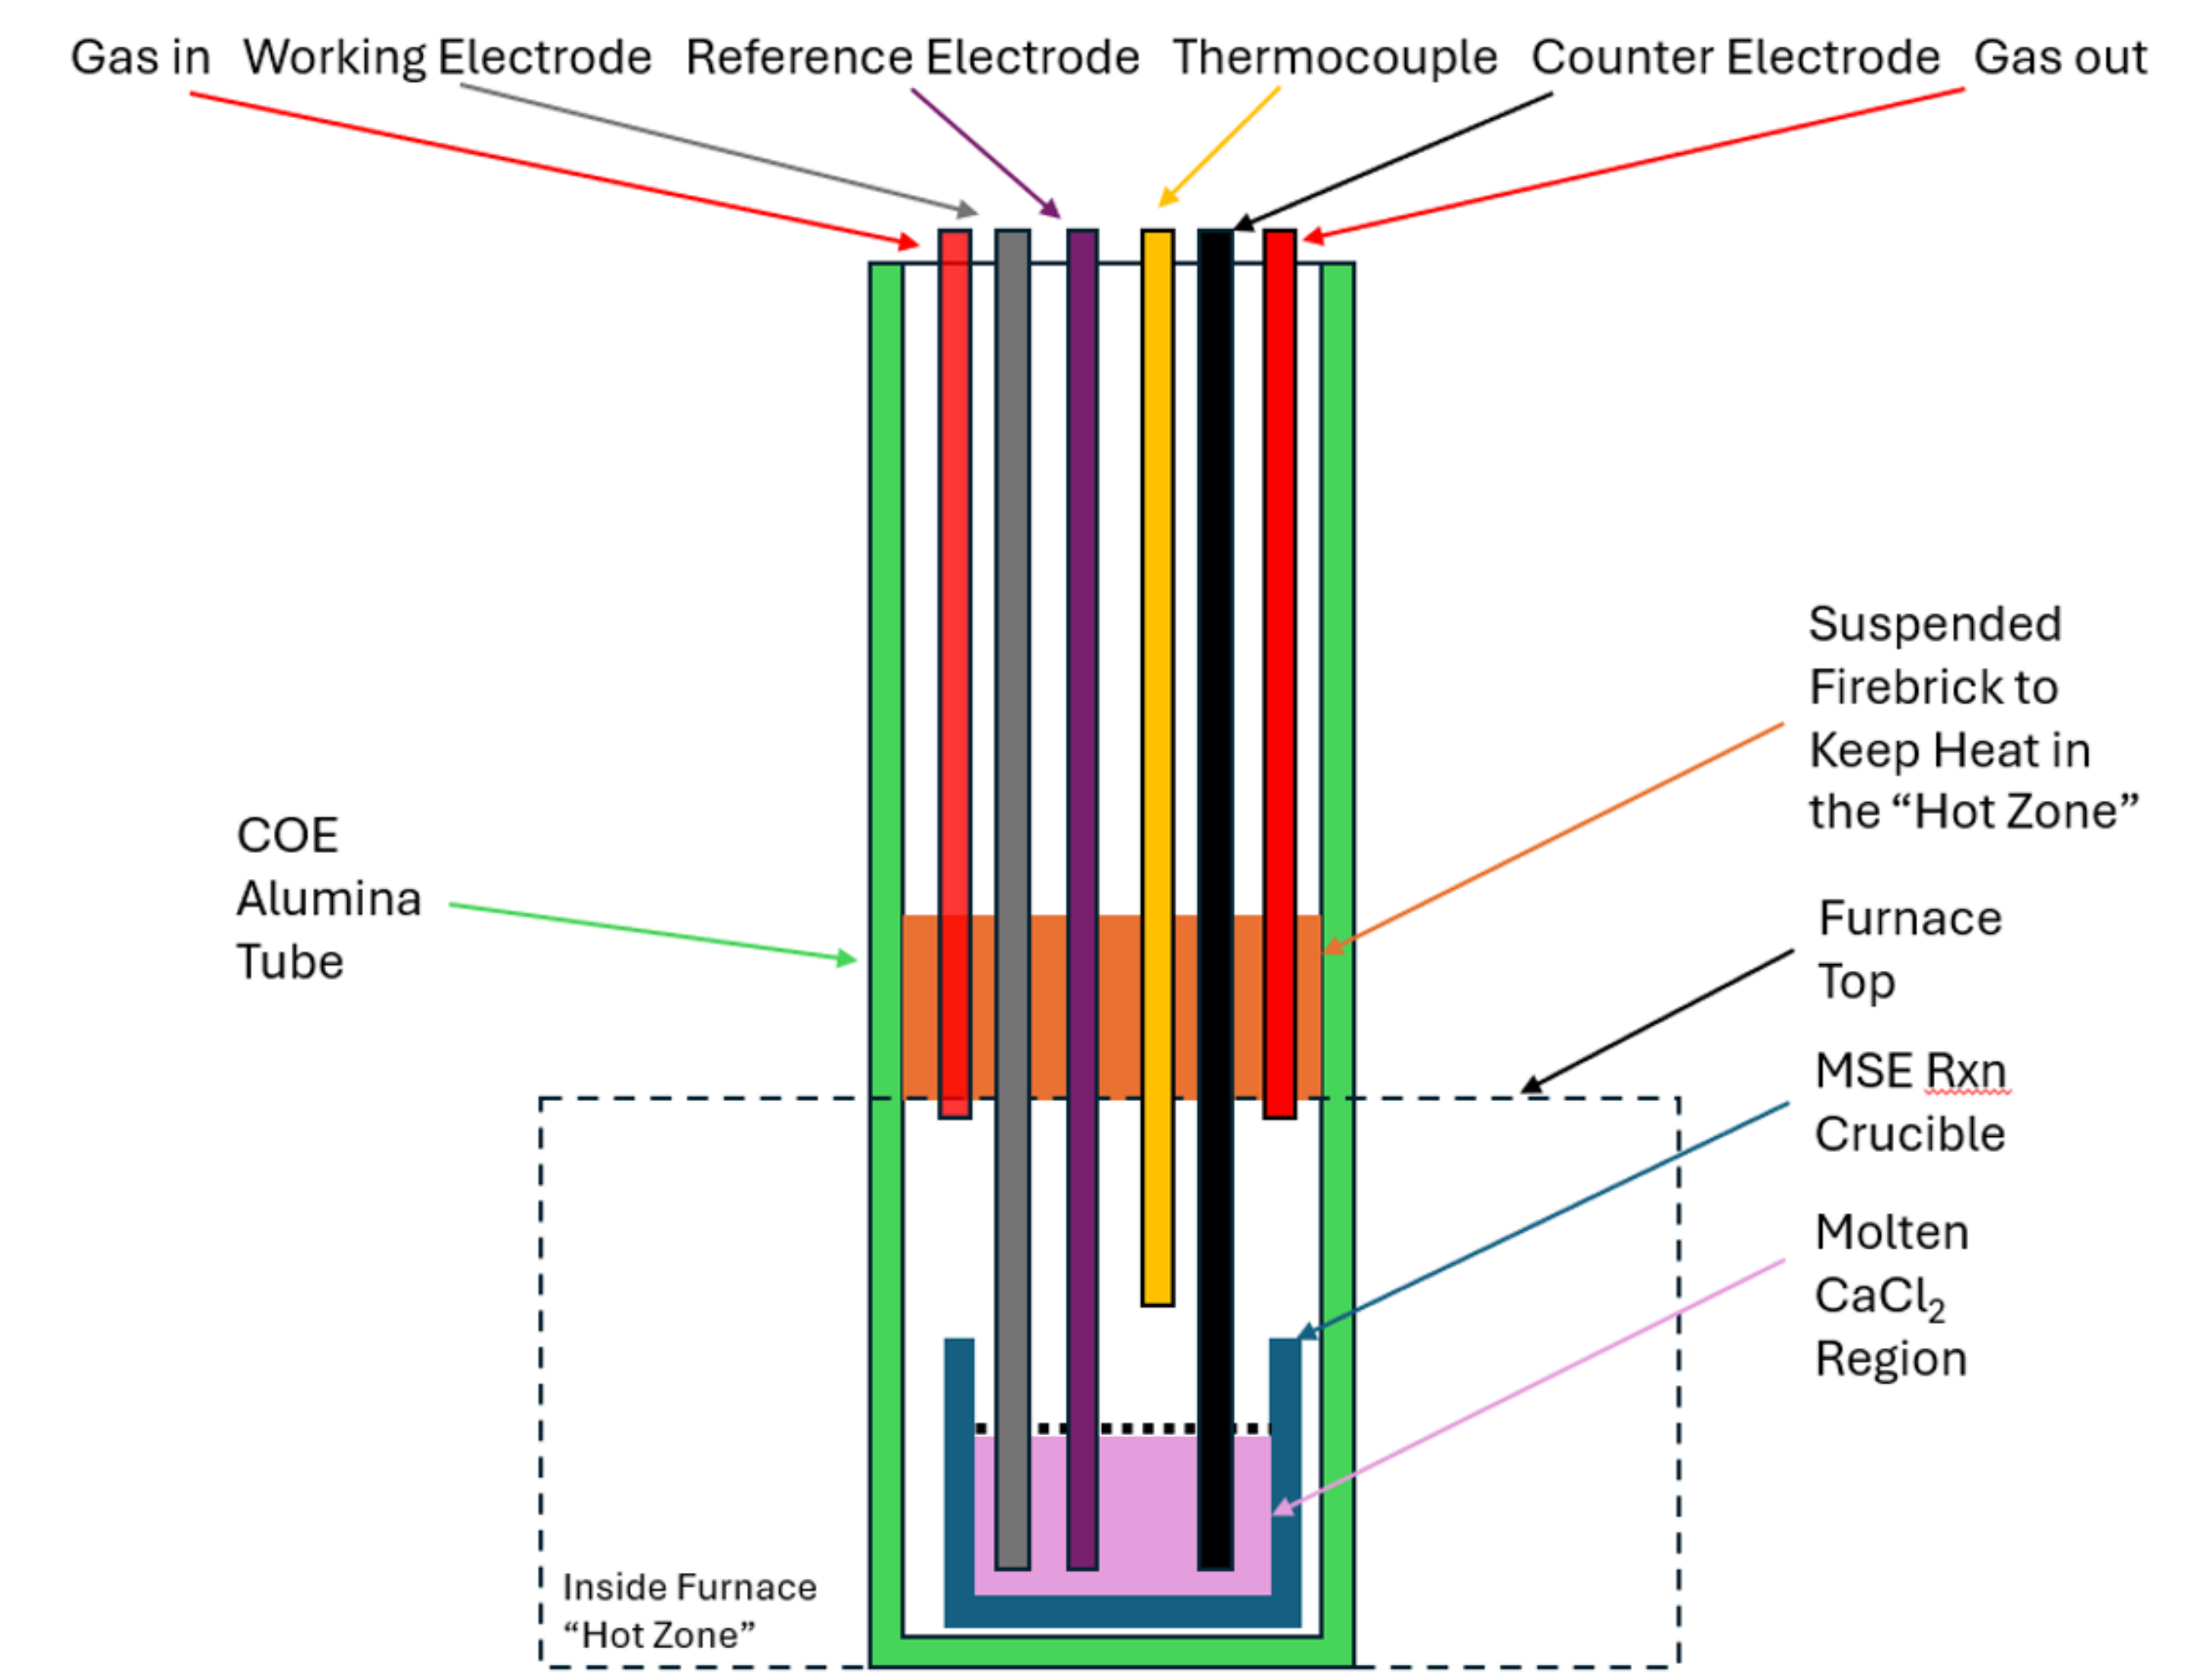 Gas in Working Electrode Reference Electrode Thermocouple Counter Electrode Gas out
Suspended
Firebrick to
Keep Heat in
the “Hot Zone”
COE
Alumina
Tube
Furnace
Top
MSE Rxn
Crucible
Molten
CaCl₂
Region
Inside Furnace
“Hot Zone”